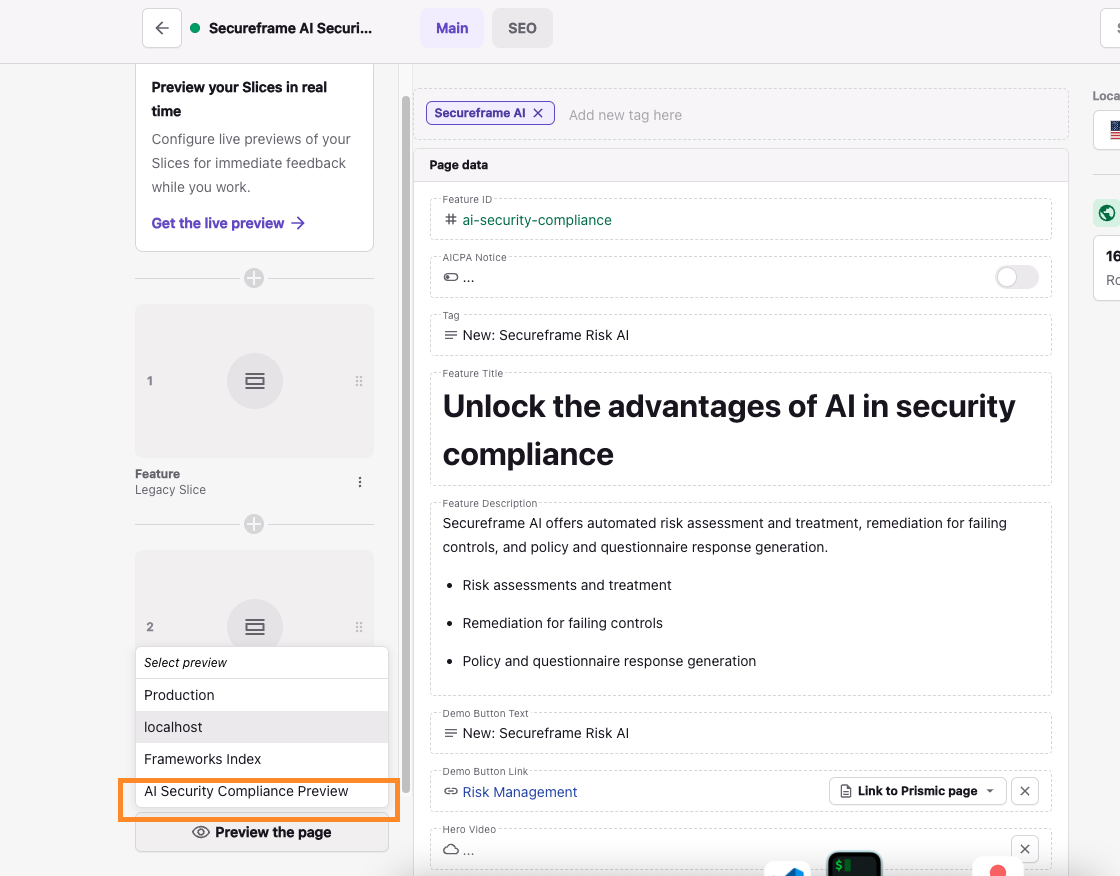 Secureframe AI Securi...
Main
SEO
Preview your Slices in real
time
Configure live previews of your
Slices for immediate feedback
while you work.
Get the live preview
1
Feature
Legacy Slice
2
Select preview
Production
localhost
Frameworks Index
AI Security Compliance Preview
Preview the page
Secureframe AI
Add new tag here
Page data
Feature ID
ai-security-compliance
AICPA Notice
...
Tag
New: Secureframe Risk AI
Feature Title
Unlock the advantages of AI in security
compliance
Feature Description
Secureframe AI offers automated risk assessment and treatment, remediation for failing
controls, and policy and questionnaire response generation.
• Risk assessments and treatment
• Remediation for failing controls
• Policy and questionnaire response generation
Demo Button Text
New: Secureframe Risk AI
Demo Button Link
Risk Management
Link to Prismic page
Hero Video
...
$
Loca
16
Ro